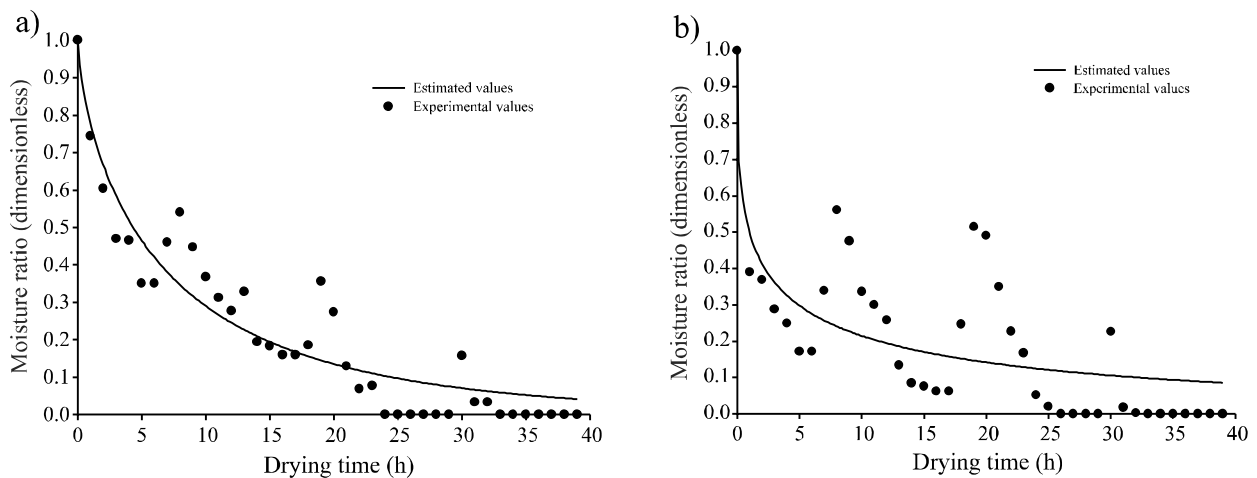 a)
Moisture ratio (dimensionless)
1.0
0.9
0.8
0.7
0.6
0.5
0.4
0.3
0.2
0.1
0.0
0 5 10 15 20 25 30 35 40
Drying time (h)
Estimated values
Experimental values
b)
Moisture ratio (dimensionless)
1.0
0.9
0.8
0.7
0.6
0.5
0.4
0.3
0.2
0.1
0.0
0 5 10 15 20 25 30 35 40
Drying time (h)
Estimated values
Experimental values